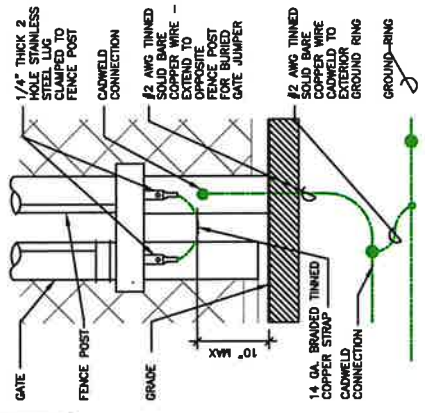 GATE
FENCE POST
GRADE
10" MAX
14 GA. BRAIDED TINNED
COPPER STRAP
CADWELD
CONNECTION
1/4" THICK 2
HOLE STAINLESS
STEEL LUG
CLAMPED TO
FENCE POST
CADWELD
CONNECTION
#2 AWG TINNED
SOLID BARE
COPPER WIRE –
EXTEND TO
OPPOSITE
FENCE POST
FOR BURIED
GATE JUMPER
#2 AWG TINNED
SOLID BARE
COPPER WIRE
CADWELD TO
EXTERIOR
GROUND RING
GROUND RING